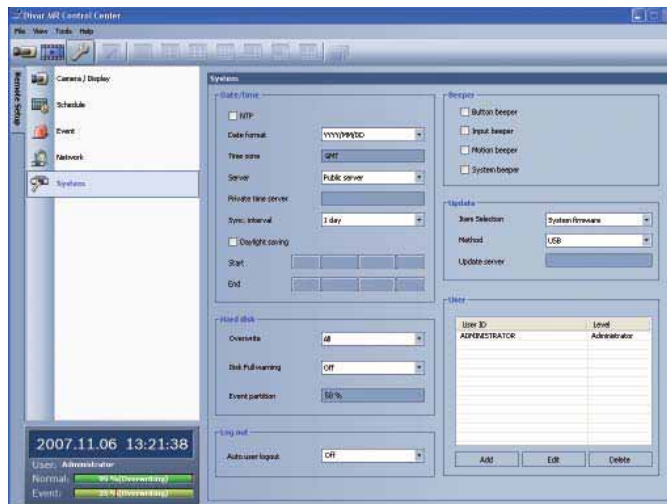 Divar MR Control Center
File View Tools Help
Remote Setup
Camera / Display
Schedule
Event
Network
System
System
Date/time
NTP
Date format YYYY/MM/DD
Time zone GMT
Server Public server
Private time server
Sync. interval 1 day
Daylight saving
Start
End
Hard disk
Overwrite All
Disk Full warning Off
Event partition 50 %
Log out
Auto user logout Off
Beeper
Button beeper
Input beeper
Motion beeper
System beeper
Update
Item Selection System firmware
Method USB
Update server
User
User ID Level
ADMINISTRATOR Administrator
Add Edit Delete
2007.11.06 13:21:38
User: Administrator
Normal: %(Overwriting)
Event: %(Overwriting)